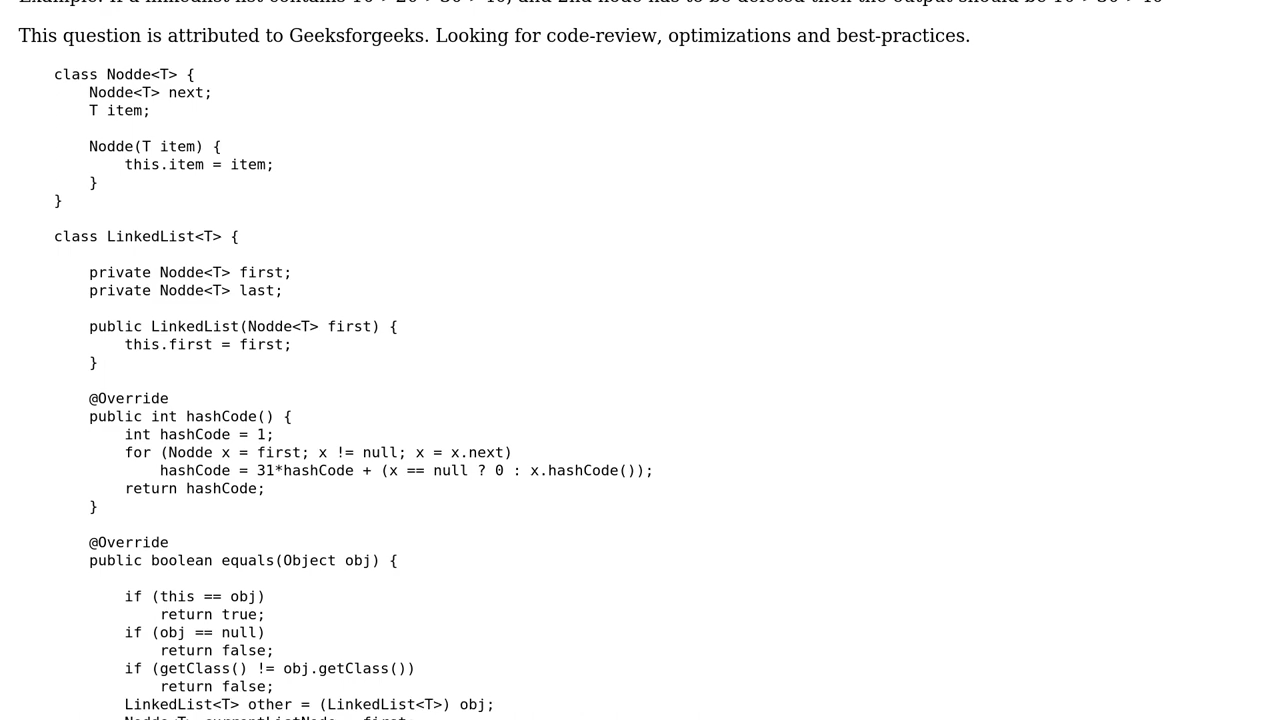 This question is attributed to Geeksforgeeks. Looking for code-review, optimizations and best-practices.
class Nodde<T> {
    Nodde<T> next;
    T item;

    Nodde(T item) {
        this.item = item;
    }
}

class LinkedList<T> {

    private Nodde<T> first;
    private Nodde<T> last;

    public LinkedList(Nodde<T> first) {
        this.first = first;
    }

    @Override
    public int hashCode() {
        int hashCode = 1;
        for (Nodde x = first; x != null; x = x.next)
            hashCode = 31*hashCode + (x == null ? 0 : x.hashCode());
        return hashCode;
    }

    @Override
    public boolean equals(Object obj) {

        if (this == obj)
            return true;
        if (obj == null)
            return false;
        if (getClass() != obj.getClass())
            return false;
        LinkedList<T> other = (LinkedList<T>) obj;